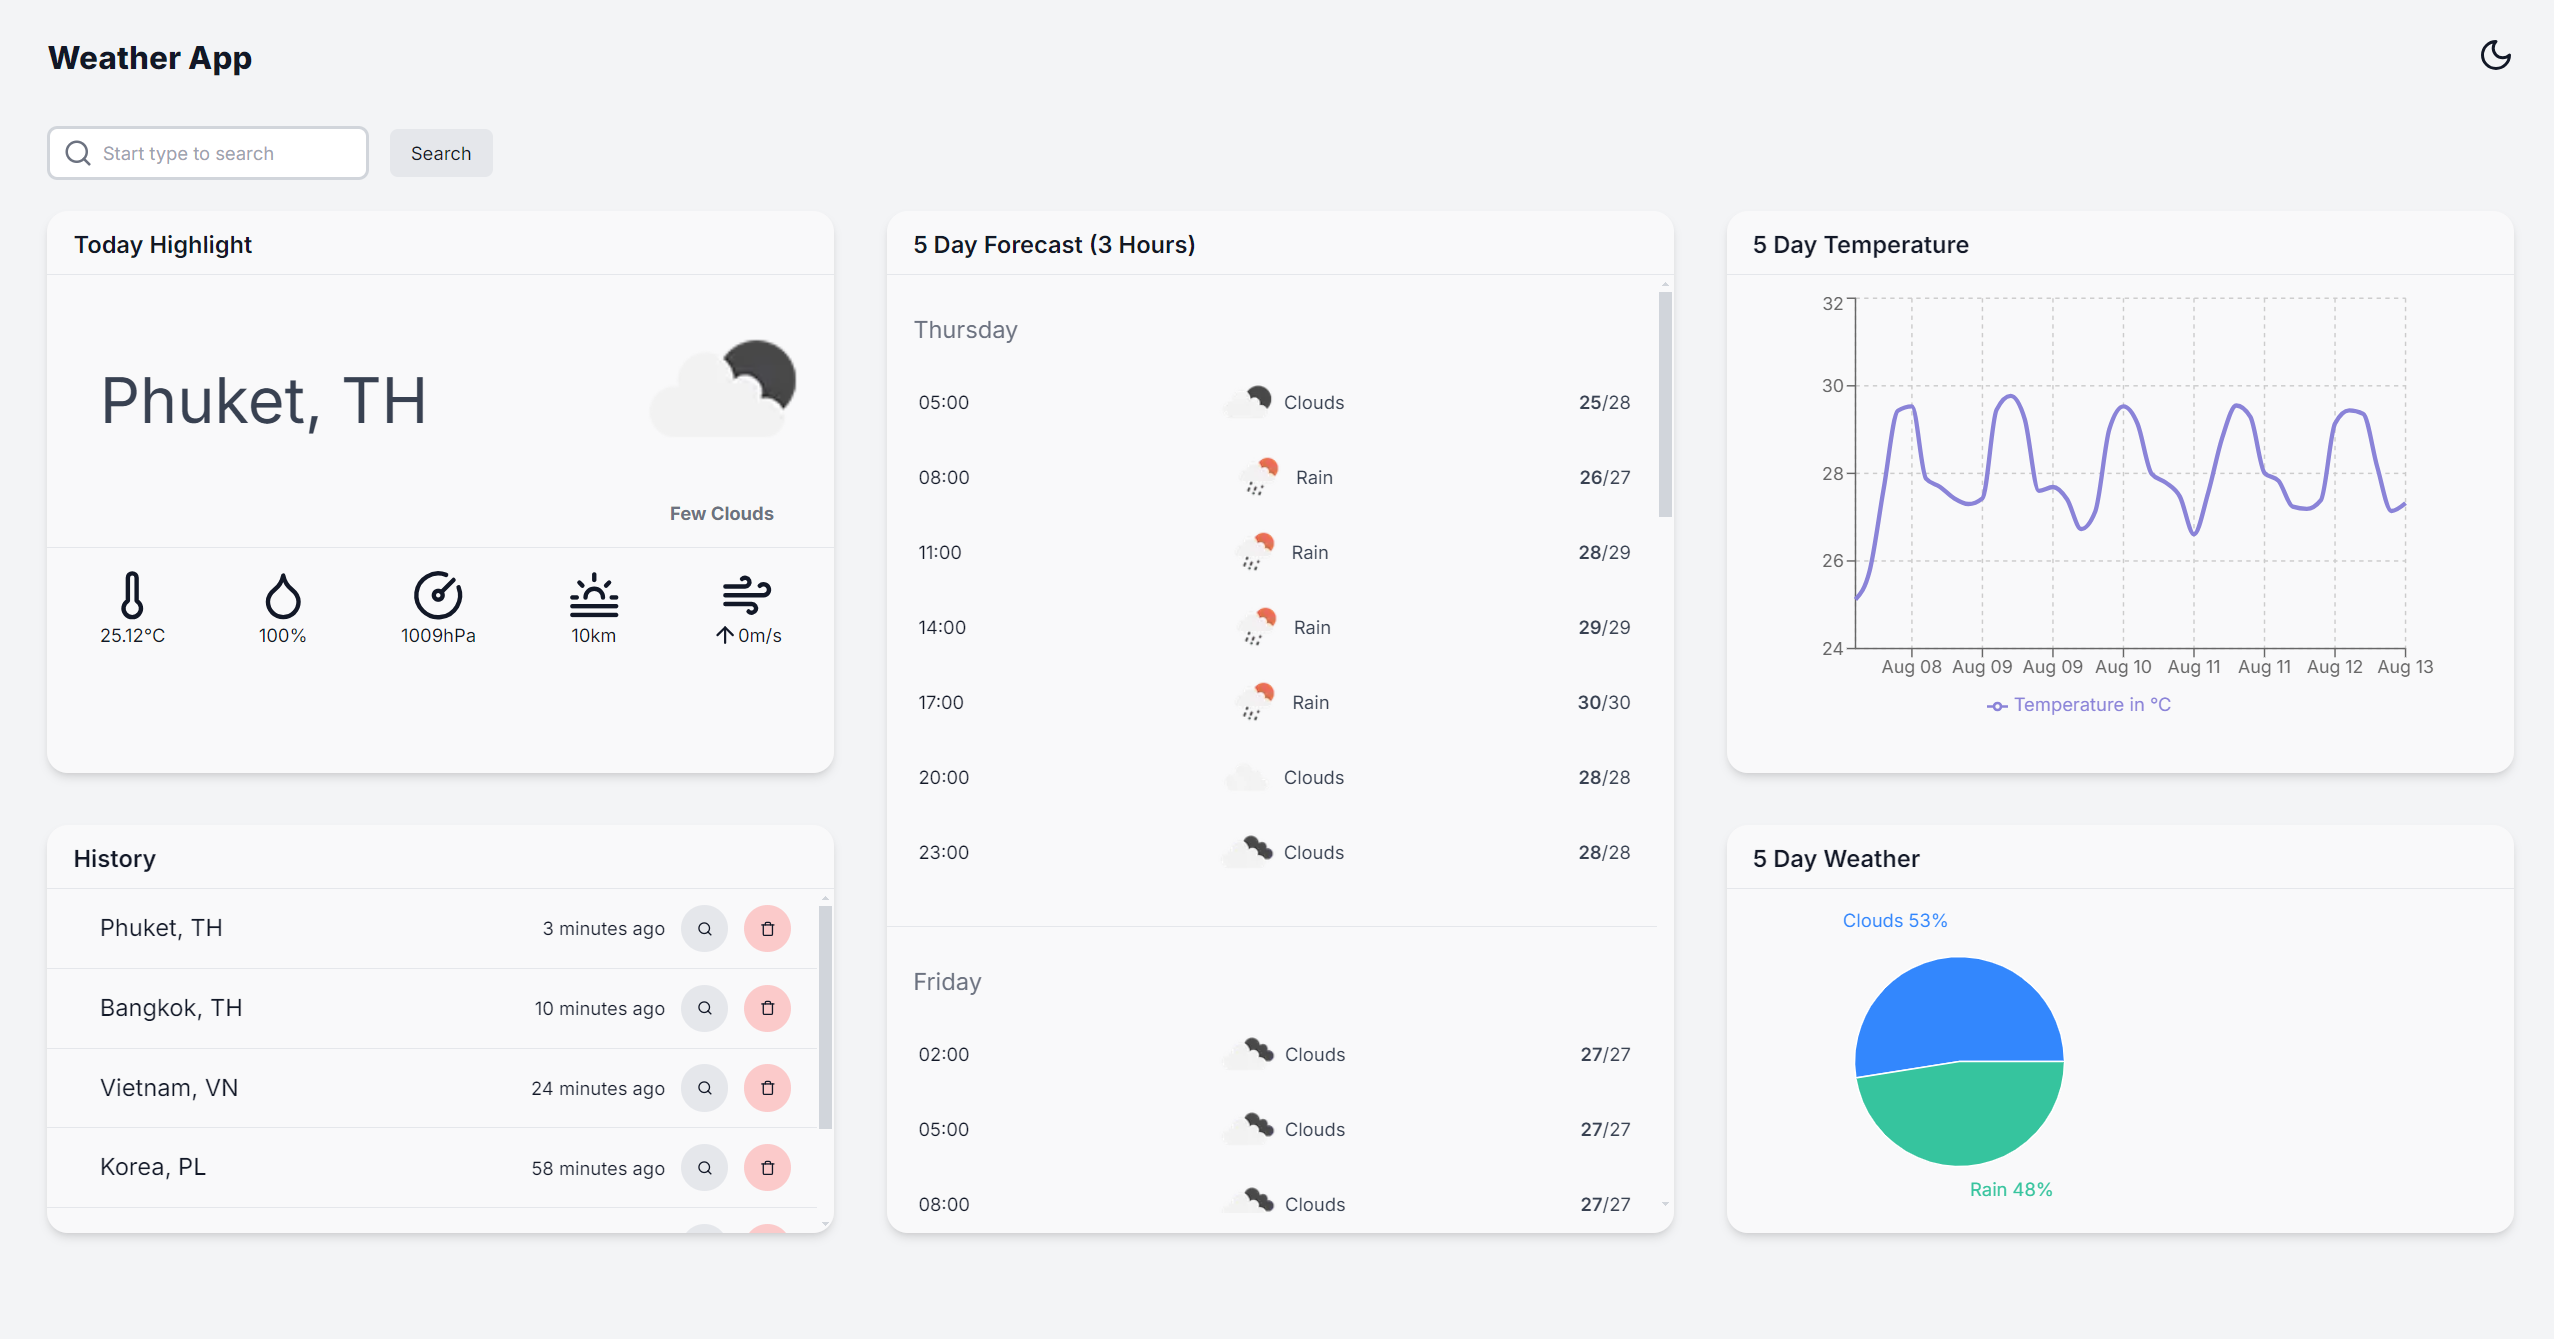 Weather App
Start type to search
Search
Today Highlight
Phuket, TH
Few Clouds
25.12°C 100% 1009hPa 10km 0m/s
History
Phuket, TH 3 minutes ago
Bangkok, TH 10 minutes ago
Vietnam, VN 24 minutes ago
Korea, PL 58 minutes ago
5 Day Forecast (3 Hours)
Thursday
05:00 Clouds 25/28
08:00 Rain 26/27
11:00 Rain 28/29
14:00 Rain 29/29
17:00 Rain 30/30
20:00 Clouds 28/28
23:00 Clouds 28/28
Friday
02:00 Clouds 27/27
05:00 Clouds 27/27
08:00 Clouds 27/27
5 Day Temperature
32
30
28
26
24
Aug 08 Aug 09 Aug 09 Aug 10 Aug 11 Aug 11 Aug 12 Aug 13
Temperature in °C
5 Day Weather
Clouds 53%
Rain 48%